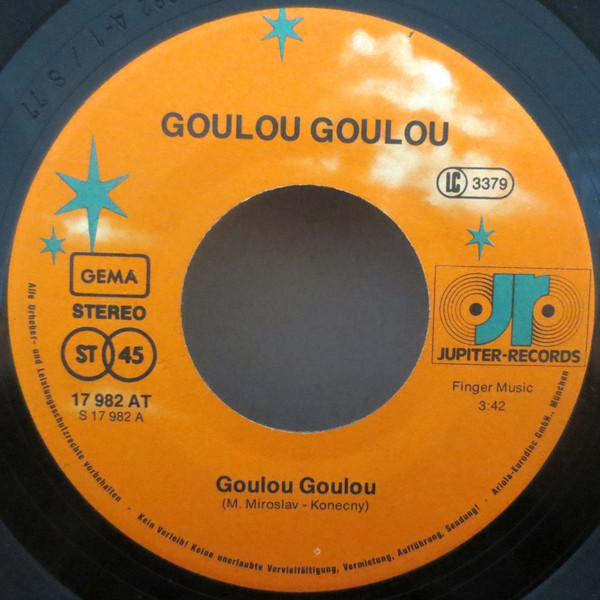 GOULOU GOULOU
LC 3379
GEMA
STEREO
ST 45
17 982 AT
S 17 982 A
jr
JUPITER-RECORDS
Finger Music
3:42
Goulou Goulou
(M. Miroslav - Konecny)
Alle Urheber- und Leistungsschutzrechte vorbehalten · Kein Verleih! Keine unerlaubte Vervielfältigung, Vermietung, Aufführung, Sendung! · Ariola-Eurodisc GmbH., München